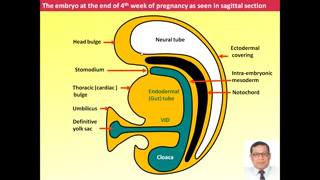 The embryo at the end of 4th week of pregnancy as seen in sagittal section
Neural tube
Head bulge
Ectodermal
covering
Stomodium
Intra-embryonic
mesoderm
Notochord
Thoracic (cardiac )
bulge
Endodermal
(Gut) tube
Umbilicus
VID
Definitive
yolk sac
Cloaca